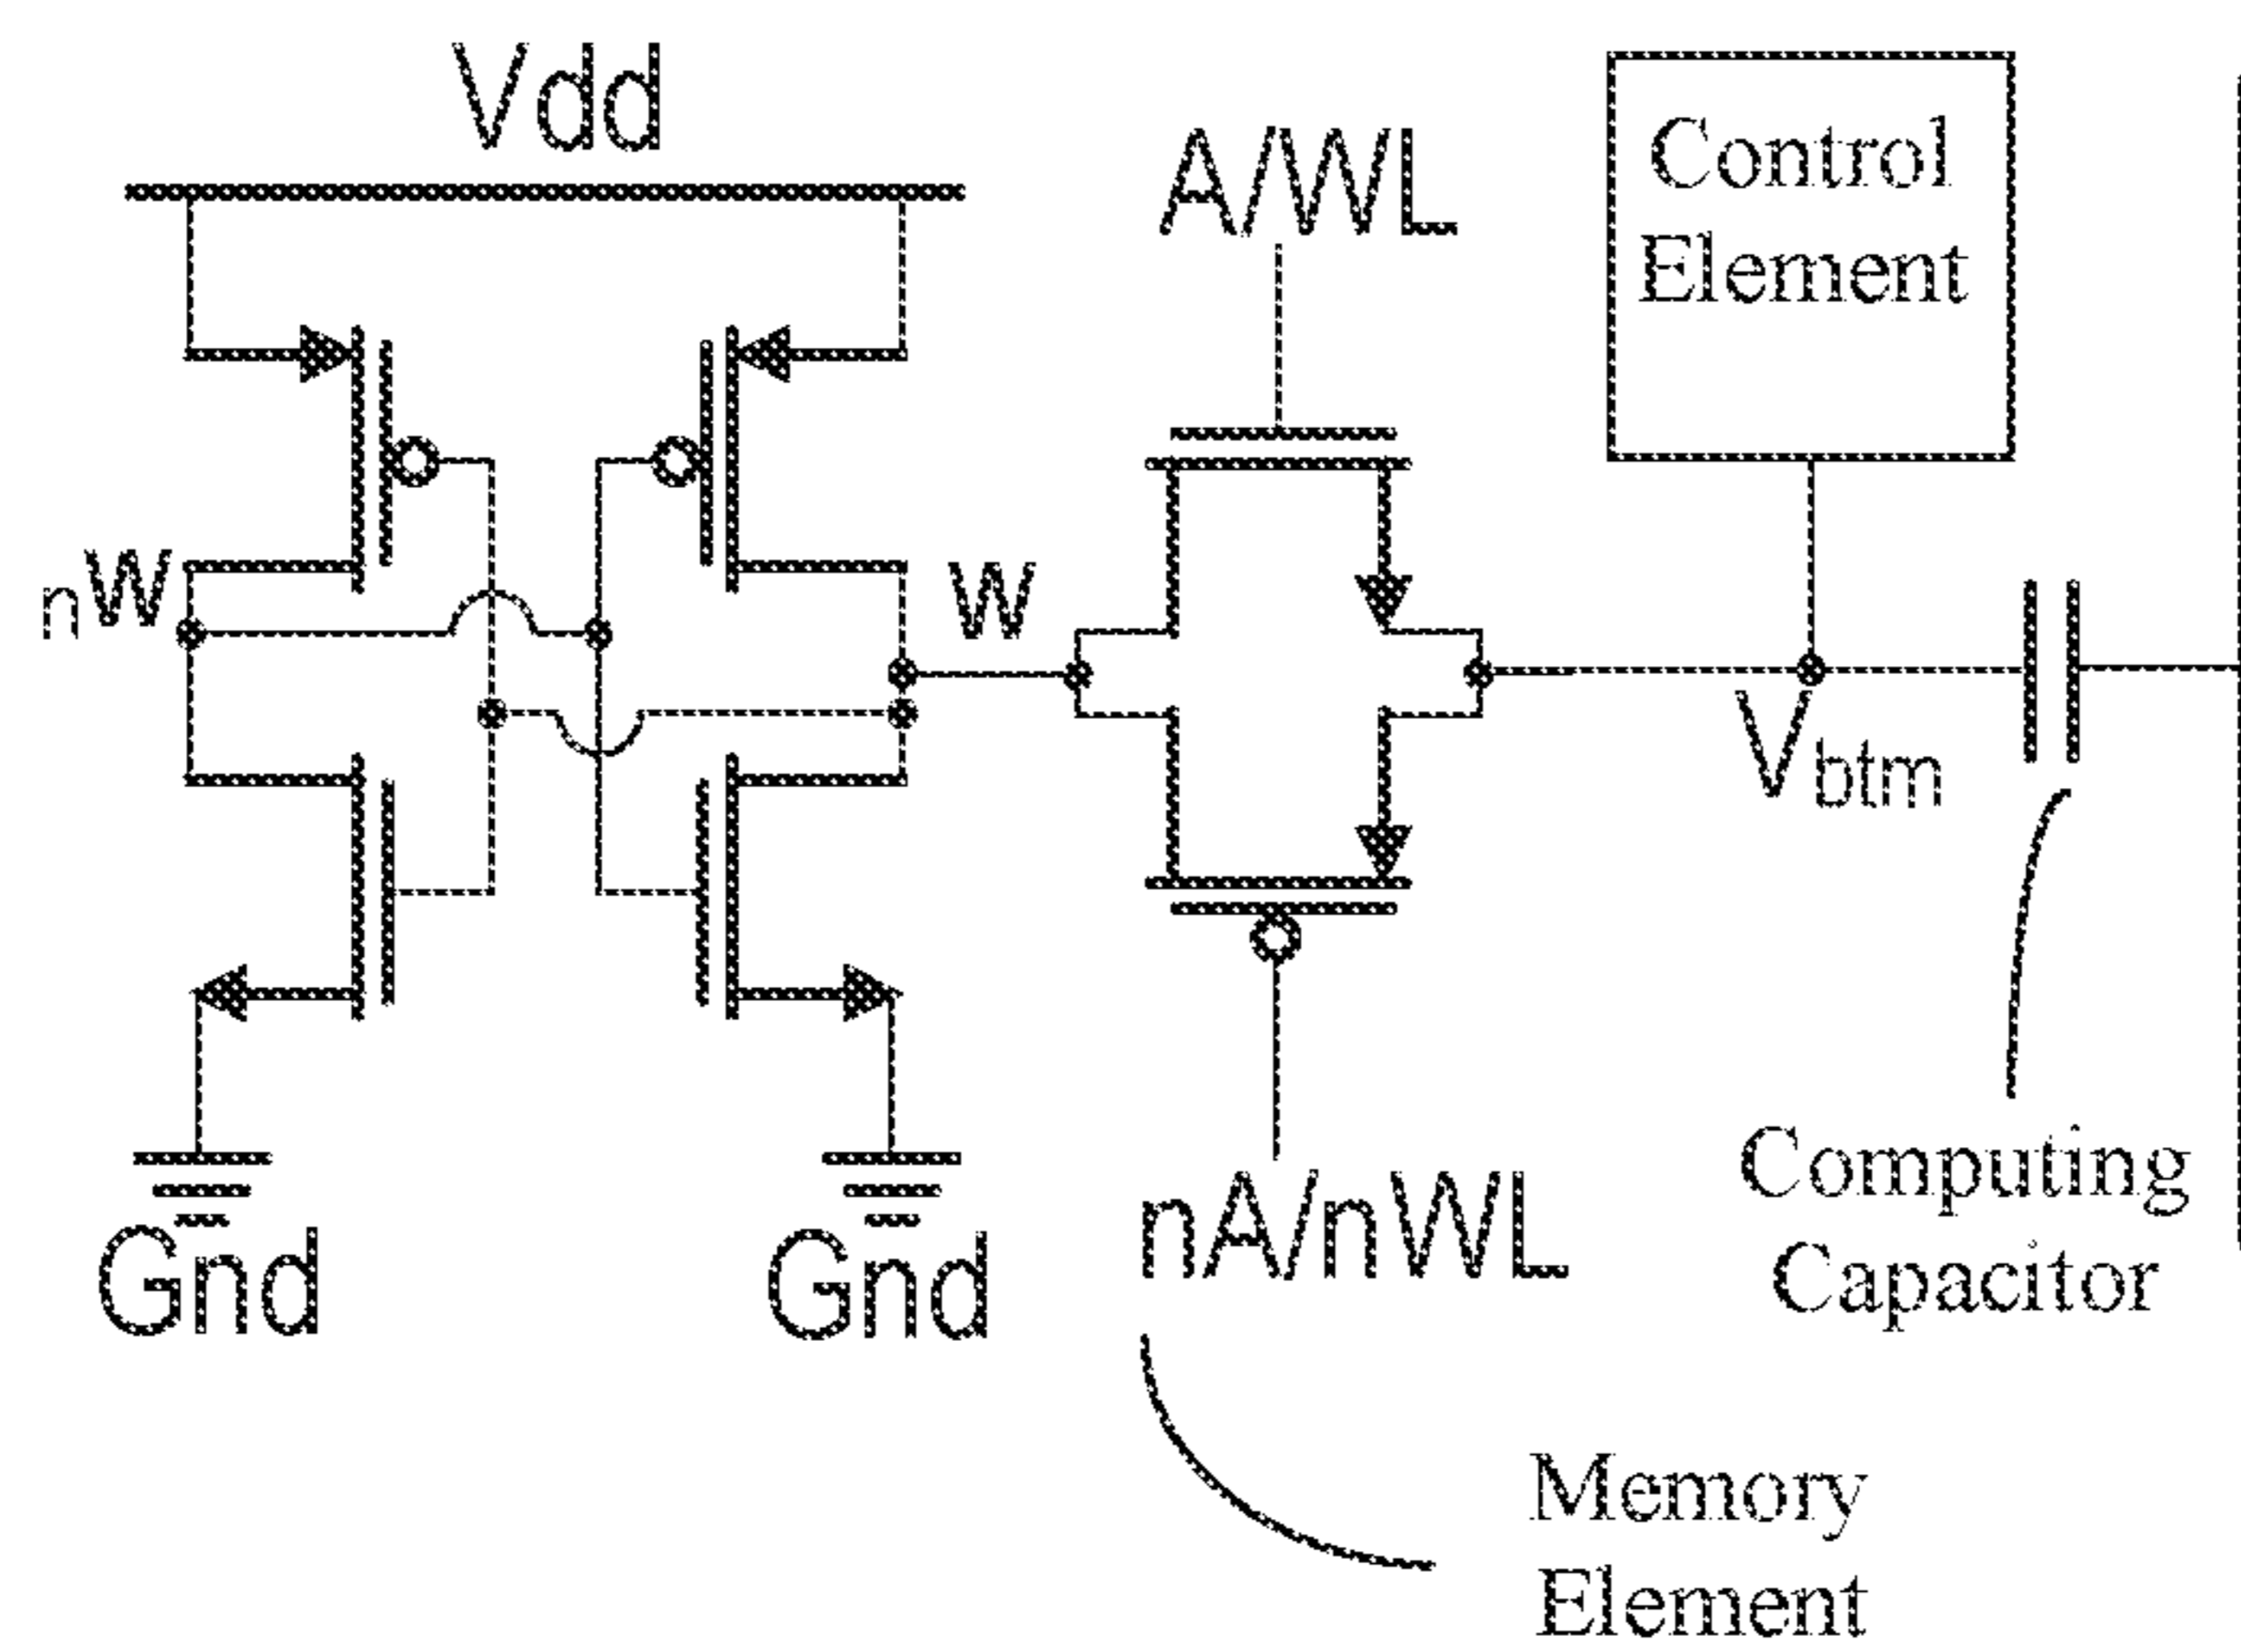 Vdd
A/WL
Control
Element
nW
W
Vbtm
Gnd
Gnd
nA/nWL
Computing
Capacitor
Memory
Element